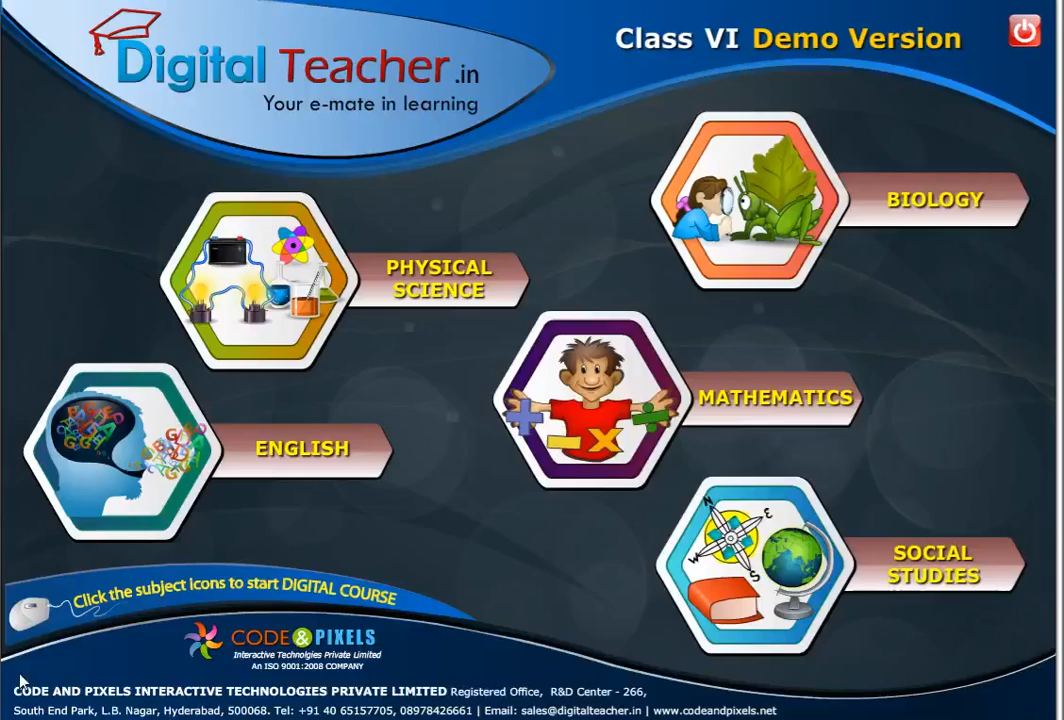 Digital Teacher.in
Your e-mate in learning
Class VI Demo Version
BIOLOGY
PHYSICAL
SCIENCE
MATHEMATICS
ENGLISH
SOCIAL
STUDIES
N
E
W
S
Click the subject icons to start DIGITAL COURSE
CODE & PIXELS
Interactive Technolgies Private Limited
An ISO 9001:2008 COMPANY
CODE AND PIXELS INTERACTIVE TECHNOLOGIES PRIVATE LIMITED Registered Office, R&D Center - 266,
South End Park, L.B. Nagar, Hyderabad, 500068. Tel: +91 40 65157705, 08978426661 | Email: sales@digitalteacher.in | www.codeandpixels.net